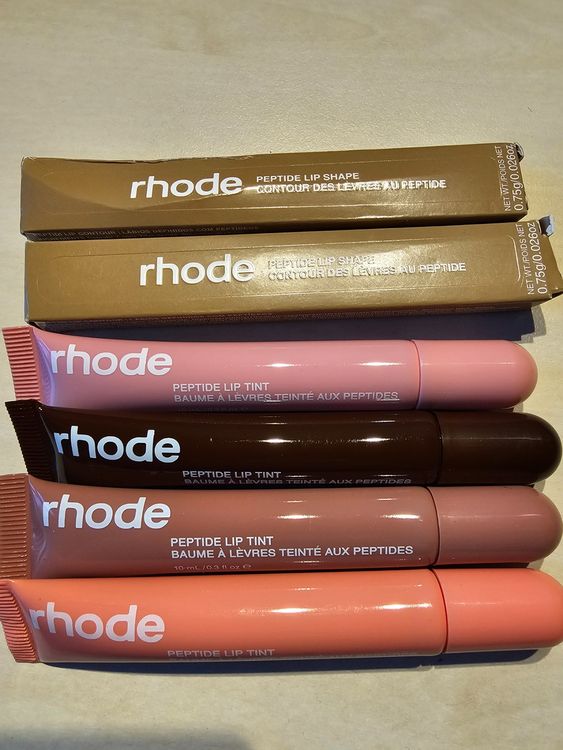 rhode
PEPTIDE LIP SHAPE
CONTOUR DES LÈVRES AU PEPTIDE
NET WT./POIDS NET
0.75g/0.026oz
rhode
PEPTIDE LIP SHAPE
CONTOUR DES LÈVRES AU PEPTIDE
NET WT./POIDS NET
0.75g/0.026oz
rhode
PEPTIDE LIP TINT
BAUME À LÈVRES TEINTÉ AUX PEPTIDES
rhode
PEPTIDE LIP TINT
BAUME À LÈVRES TEINTÉ AUX PEPTIDES
rhode
PEPTIDE LIP TINT
BAUME À LÈVRES TEINTÉ AUX PEPTIDES
10 mL / 0.3 fl oz e
rhode
PEPTIDE LIP TINT